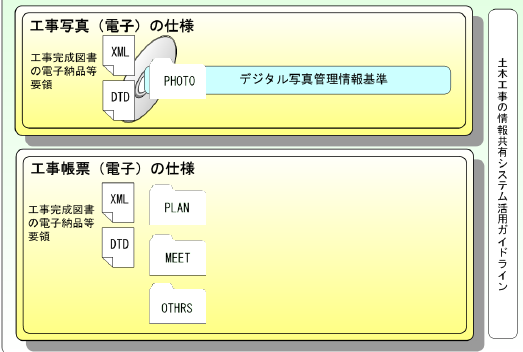 工事写真（電子）の仕様
工事完成図書
の電子納品等
要領
XML
DTD
PHOTO
デジタル写真管理情報基準
工事帳票（電子）の仕様
工事完成図書
の電子納品等
要領
XML
DTD
PLAN
MEET
OTHRS
土木工事の情報共有システム活用ガイドライン